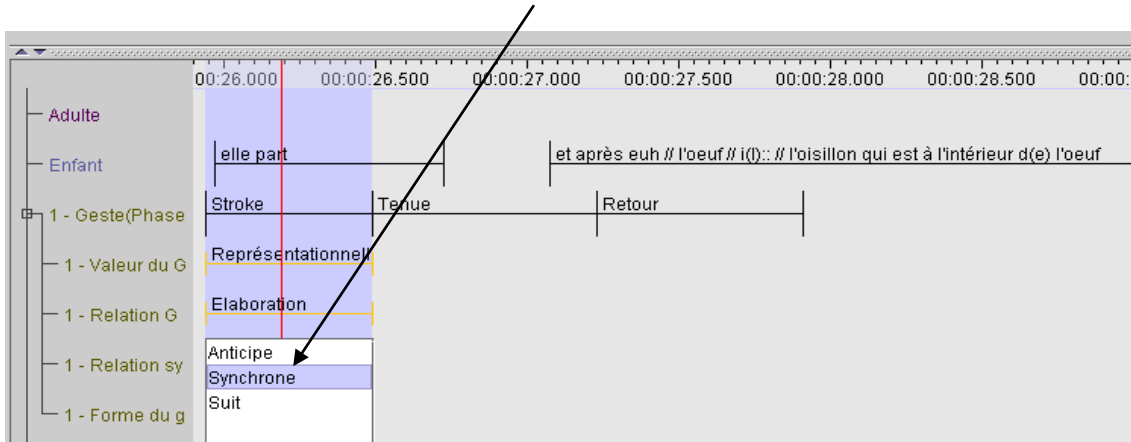 00:26.000 00:00:26.500 00:00:27.000 00:00:27.500 00:00:28.000 00:00:28.500 00:00:
Adulte
Enfant elle part et après euh // l'oeuf // i(l):: // l'oisillon qui est à l'intérieur d(e) l'oeuf
1 - Geste(Phase Stroke Tenue Retour
1 - Valeur du G Représentationnell
1 - Relation G Elaboration
1 - Relation sy Anticipe
Synchrone
1 - Forme du g Suit